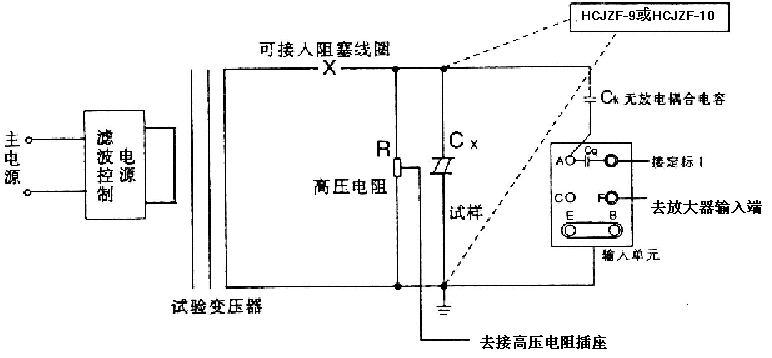 HCJZF-9或HCJZF-10
可接入阻塞线圈
X
Ck 无放电耦合电容
主电源
滤波控制
电源
R
高压电阻
Cx
试样
A
Cq
接定标1
C
F
去放大器输入端
E
B
输入单元
试验变压器
去接高压电阻插座